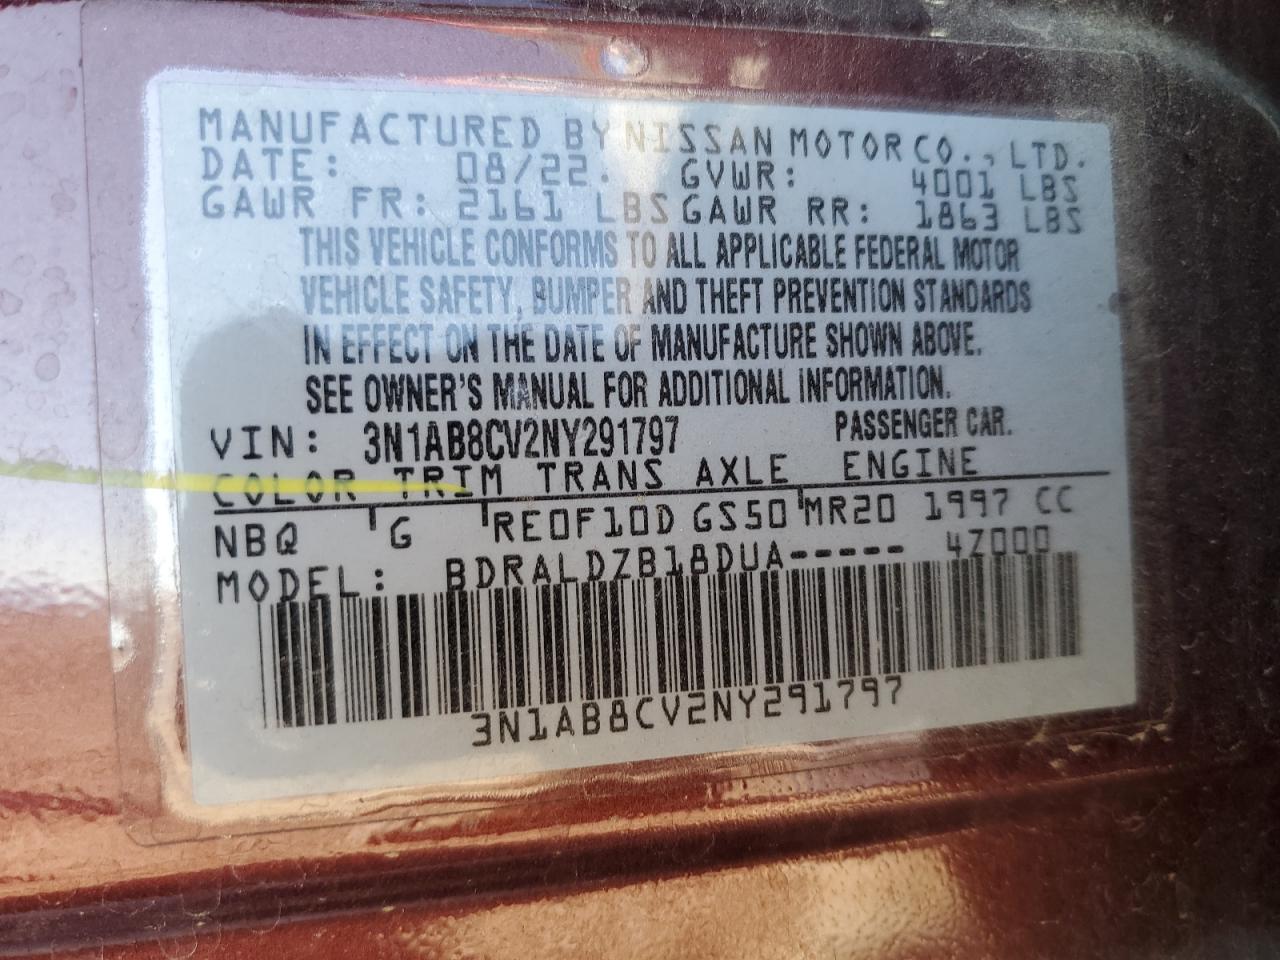 MANUFACTURED BY NISSAN MOTOR CO., LTD.
DATE: 08/22. GVWR: 4001 LBS
GAWR FR: 2161 LBS GAWR RR: 1863 LBS
THIS VEHICLE CONFORMS TO ALL APPLICABLE FEDERAL MOTOR
VEHICLE SAFETY, BUMPER AND THEFT PREVENTION STANDARDS
IN EFFECT ON THE DATE OF MANUFACTURE SHOWN ABOVE.
SEE OWNER'S MANUAL FOR ADDITIONAL INFORMATION.
VIN: 3N1AB8CV2NY291797 PASSENGER CAR.
COLOR TRIM TRANS AXLE ENGINE
NBQ G RE0F10D GS50 MR20 1997 CC
MODEL: BDRALDZB18DUA----- 4Z000
3N1AB8CV2NY291797